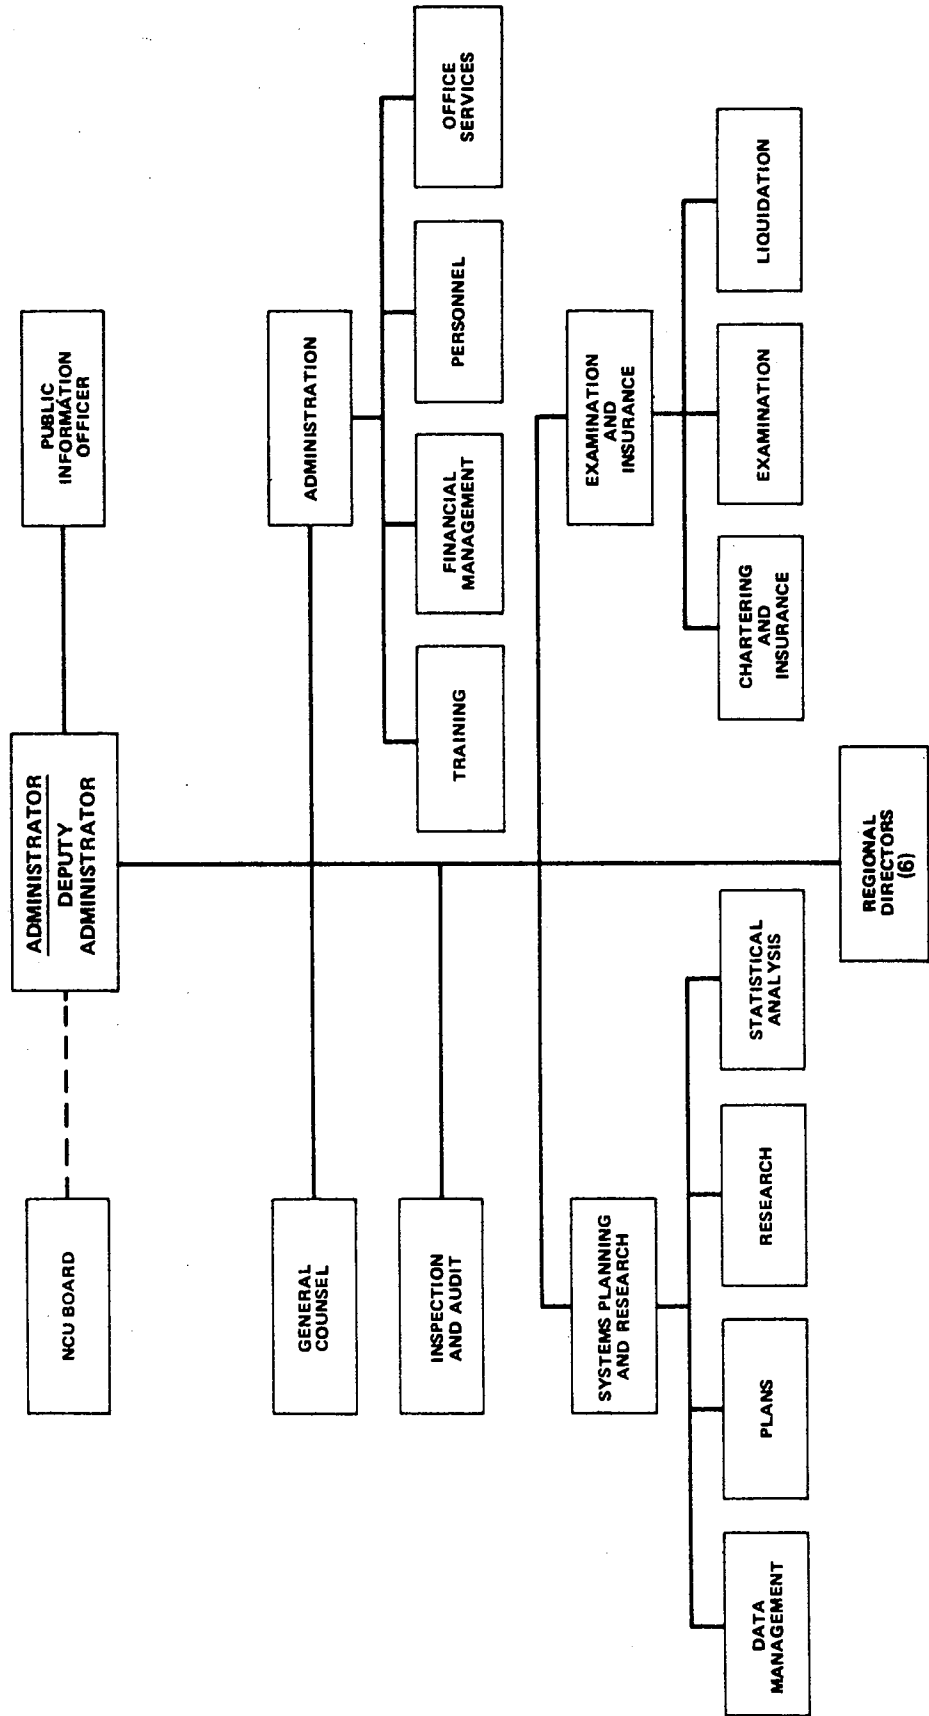 NCU BOARD
ADMINISTRATOR
DEPUTY
ADMINISTRATOR
PUBLIC
INFORMATION
OFFICER
GENERAL
COUNSEL
ADMINISTRATION
INSPECTION
AND AUDIT
TRAINING
FINANCIAL
MANAGEMENT
PERSONNEL
OFFICE
SERVICES
SYSTEMS PLANNING
AND RESEARCH
EXAMINATION
AND
INSURANCE
DATA
MANAGEMENT
PLANS
RESEARCH
STATISTICAL
ANALYSIS
CHARTERING
AND
INSURANCE
EXAMINATION
LIQUIDATION
REGIONAL
DIRECTORS
(6)